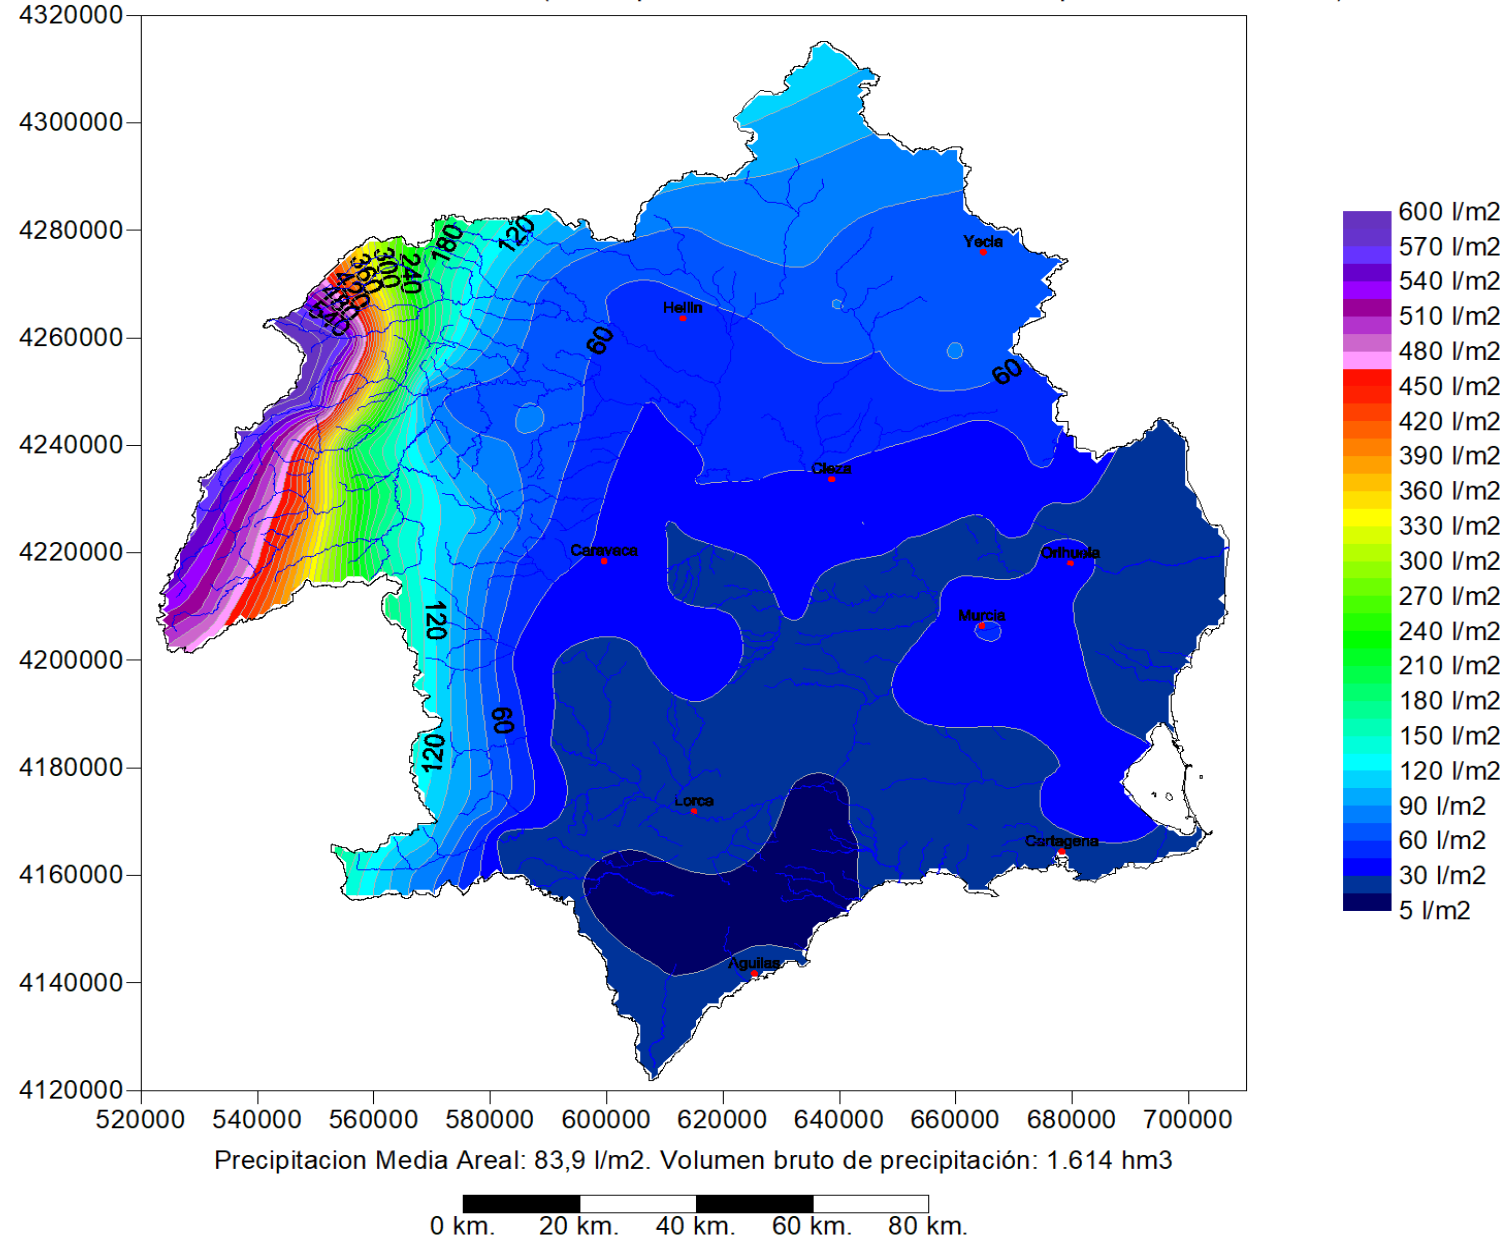 4320000
4300000
4280000
4260000
4240000
4220000
4200000
4180000
4160000
4140000
4120000
520000 540000 560000 580000 600000 620000 640000 660000 680000 700000
180
120
240
300
360
420
480
540
60
60
120
60
120
Yecla
Hellin
Cieza
Caravaca
Orihuela
Murcia
Lorca
Cartagena
Aguilas
600 l/m2
570 l/m2
540 l/m2
510 l/m2
480 l/m2
450 l/m2
420 l/m2
390 l/m2
360 l/m2
330 l/m2
300 l/m2
270 l/m2
240 l/m2
210 l/m2
180 l/m2
150 l/m2
120 l/m2
90 l/m2
60 l/m2
30 l/m2
5 l/m2
Precipitacion Media Areal: 83,9 l/m2. Volumen bruto de precipitación: 1.614 hm3
0 km. 20 km. 40 km. 60 km. 80 km.